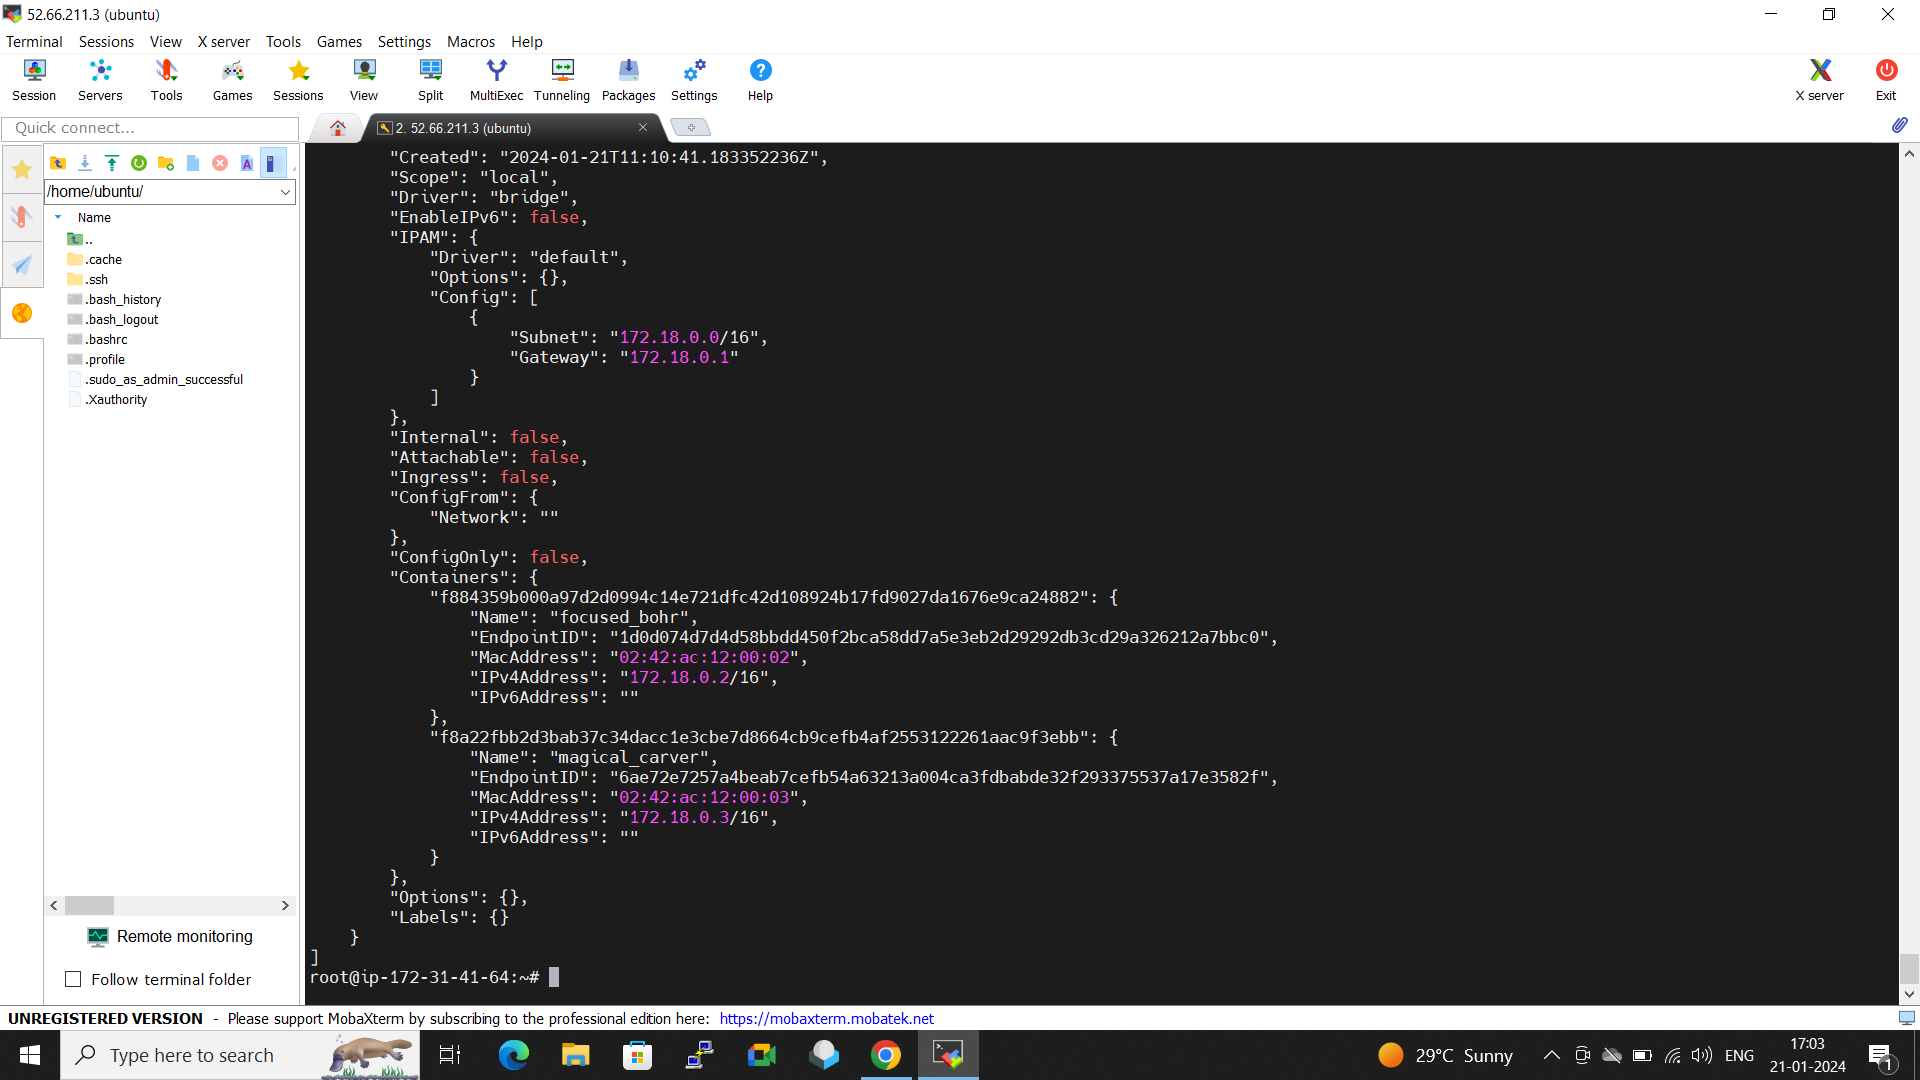 52.66.211.3 (ubuntu)
Terminal Sessions View X server Tools Games Settings Macros Help
Session Servers Tools Games Sessions View Split MultiExec Tunneling Packages Settings Help X server Exit
Quick connect...
2. 52.66.211.3 (ubuntu)
/home/ubuntu/
Name
..
.cache
.ssh
.bash_history
.bash_logout
.bashrc
.profile
.sudo_as_admin_successful
.Xauthority
Remote monitoring
Follow terminal folder
"Created": "2024-01-21T11:10:41.183352236Z",
"Scope": "local",
"Driver": "bridge",
"EnableIPv6": false,
"IPAM": {
"Driver": "default",
"Options": {},
"Config": [
{
"Subnet": "172.18.0.0/16",
"Gateway": "172.18.0.1"
}
]
},
"Internal": false,
"Attachable": false,
"Ingress": false,
"ConfigFrom": {
"Network": ""
},
"ConfigOnly": false,
"Containers": {
"f884359b000a97d2d0994c14e721dfc42d108924b17fd9027da1676e9ca24882": {
"Name": "focused_bohr",
"EndpointID": "1d0d074d7d4d58bbdd450f2bca58dd7a5e3eb2d29292db3cd29a326212a7bbc0",
"MacAddress": "02:42:ac:12:00:02",
"IPv4Address": "172.18.0.2/16",
"IPv6Address": ""
},
"f8a22fbb2d3bab37c34dacc1e3cbe7d8664cb9cefb4af2553122261aac9f3ebb": {
"Name": "magical_carver",
"EndpointID": "6ae72e7257a4beab7cefb54a63213a004ca3fdbabde32f293375537a17e3582f",
"MacAddress": "02:42:ac:12:00:03",
"IPv4Address": "172.18.0.3/16",
"IPv6Address": ""
}
},
"Options": {},
"Labels": {}
}
]
root@ip-172-31-41-64:~#
UNREGISTERED VERSION - Please support MobaXterm by subscribing to the professional edition here: https://mobaxterm.mobatek.net
Type here to search
29°C Sunny
ENG
17:03
21-01-2024
1